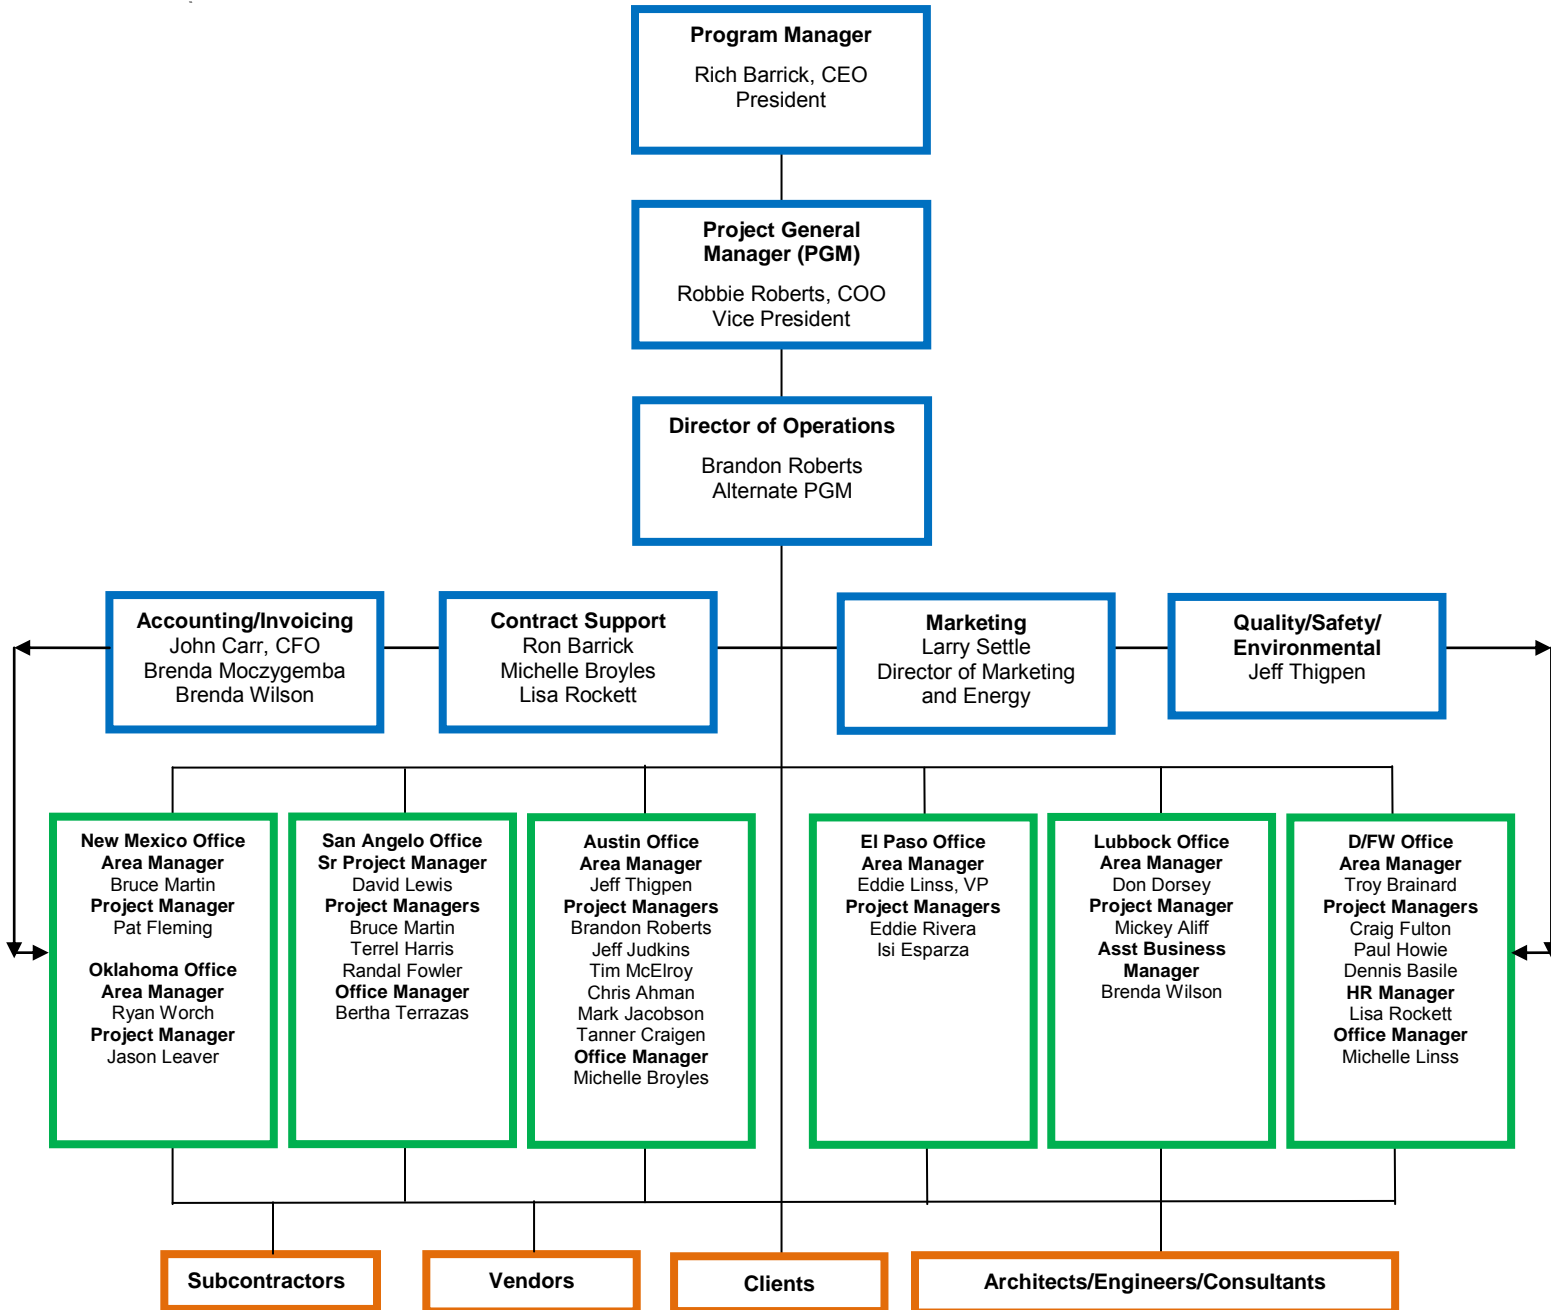 Program Manager
Rich Barrick, CEO
President
Project General
Manager (PGM)
Robbie Roberts, COO
Vice President
Director of Operations
Brandon Roberts
Alternate PGM
Accounting/Invoicing
John Carr, CFO
Brenda Moczygemba
Brenda Wilson
Contract Support
Ron Barrick
Michelle Broyles
Lisa Rockett
Marketing
Larry Settle
Director of Marketing
and Energy
Quality/Safety/
Environmental
Jeff Thigpen
New Mexico Office
Area Manager
Bruce Martin
Project Manager
Pat Fleming
Oklahoma Office
Area Manager
Ryan Worch
Project Manager
Jason Leaver
San Angelo Office
Sr Project Manager
David Lewis
Project Managers
Bruce Martin
Terrel Harris
Randal Fowler
Office Manager
Bertha Terrazas
Austin Office
Area Manager
Jeff Thigpen
Project Managers
Brandon Roberts
Jeff Judkins
Tim McElroy
Chris Ahman
Mark Jacobson
Tanner Craigen
Office Manager
Michelle Broyles
El Paso Office
Area Manager
Eddie Linss, VP
Project Managers
Eddie Rivera
Isi Esparza
Lubbock Office
Area Manager
Don Dorsey
Project Manager
Mickey Aliff
Asst Business
Manager
Brenda Wilson
D/FW Office
Area Manager
Troy Brainard
Project Managers
Craig Fulton
Paul Howie
Dennis Basile
HR Manager
Lisa Rockett
Office Manager
Michelle Linss
Subcontractors
Vendors
Clients
Architects/Engineers/Consultants